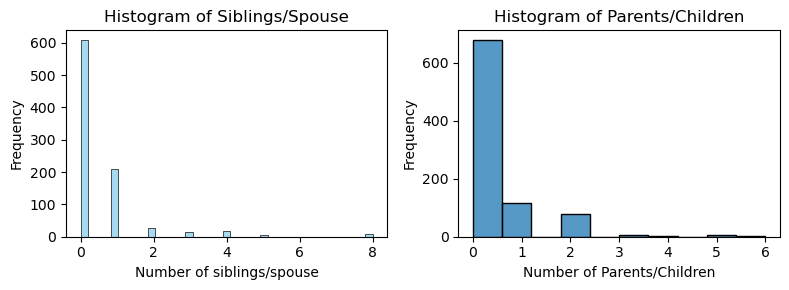 Histogram of Siblings/Spouse
Frequency
600
500
400
300
200
100
0
0 2 4 6 8
Number of siblings/spouse
Histogram of Parents/Children
Frequency
600
400
200
0
0 1 2 3 4 5 6
Number of Parents/Children